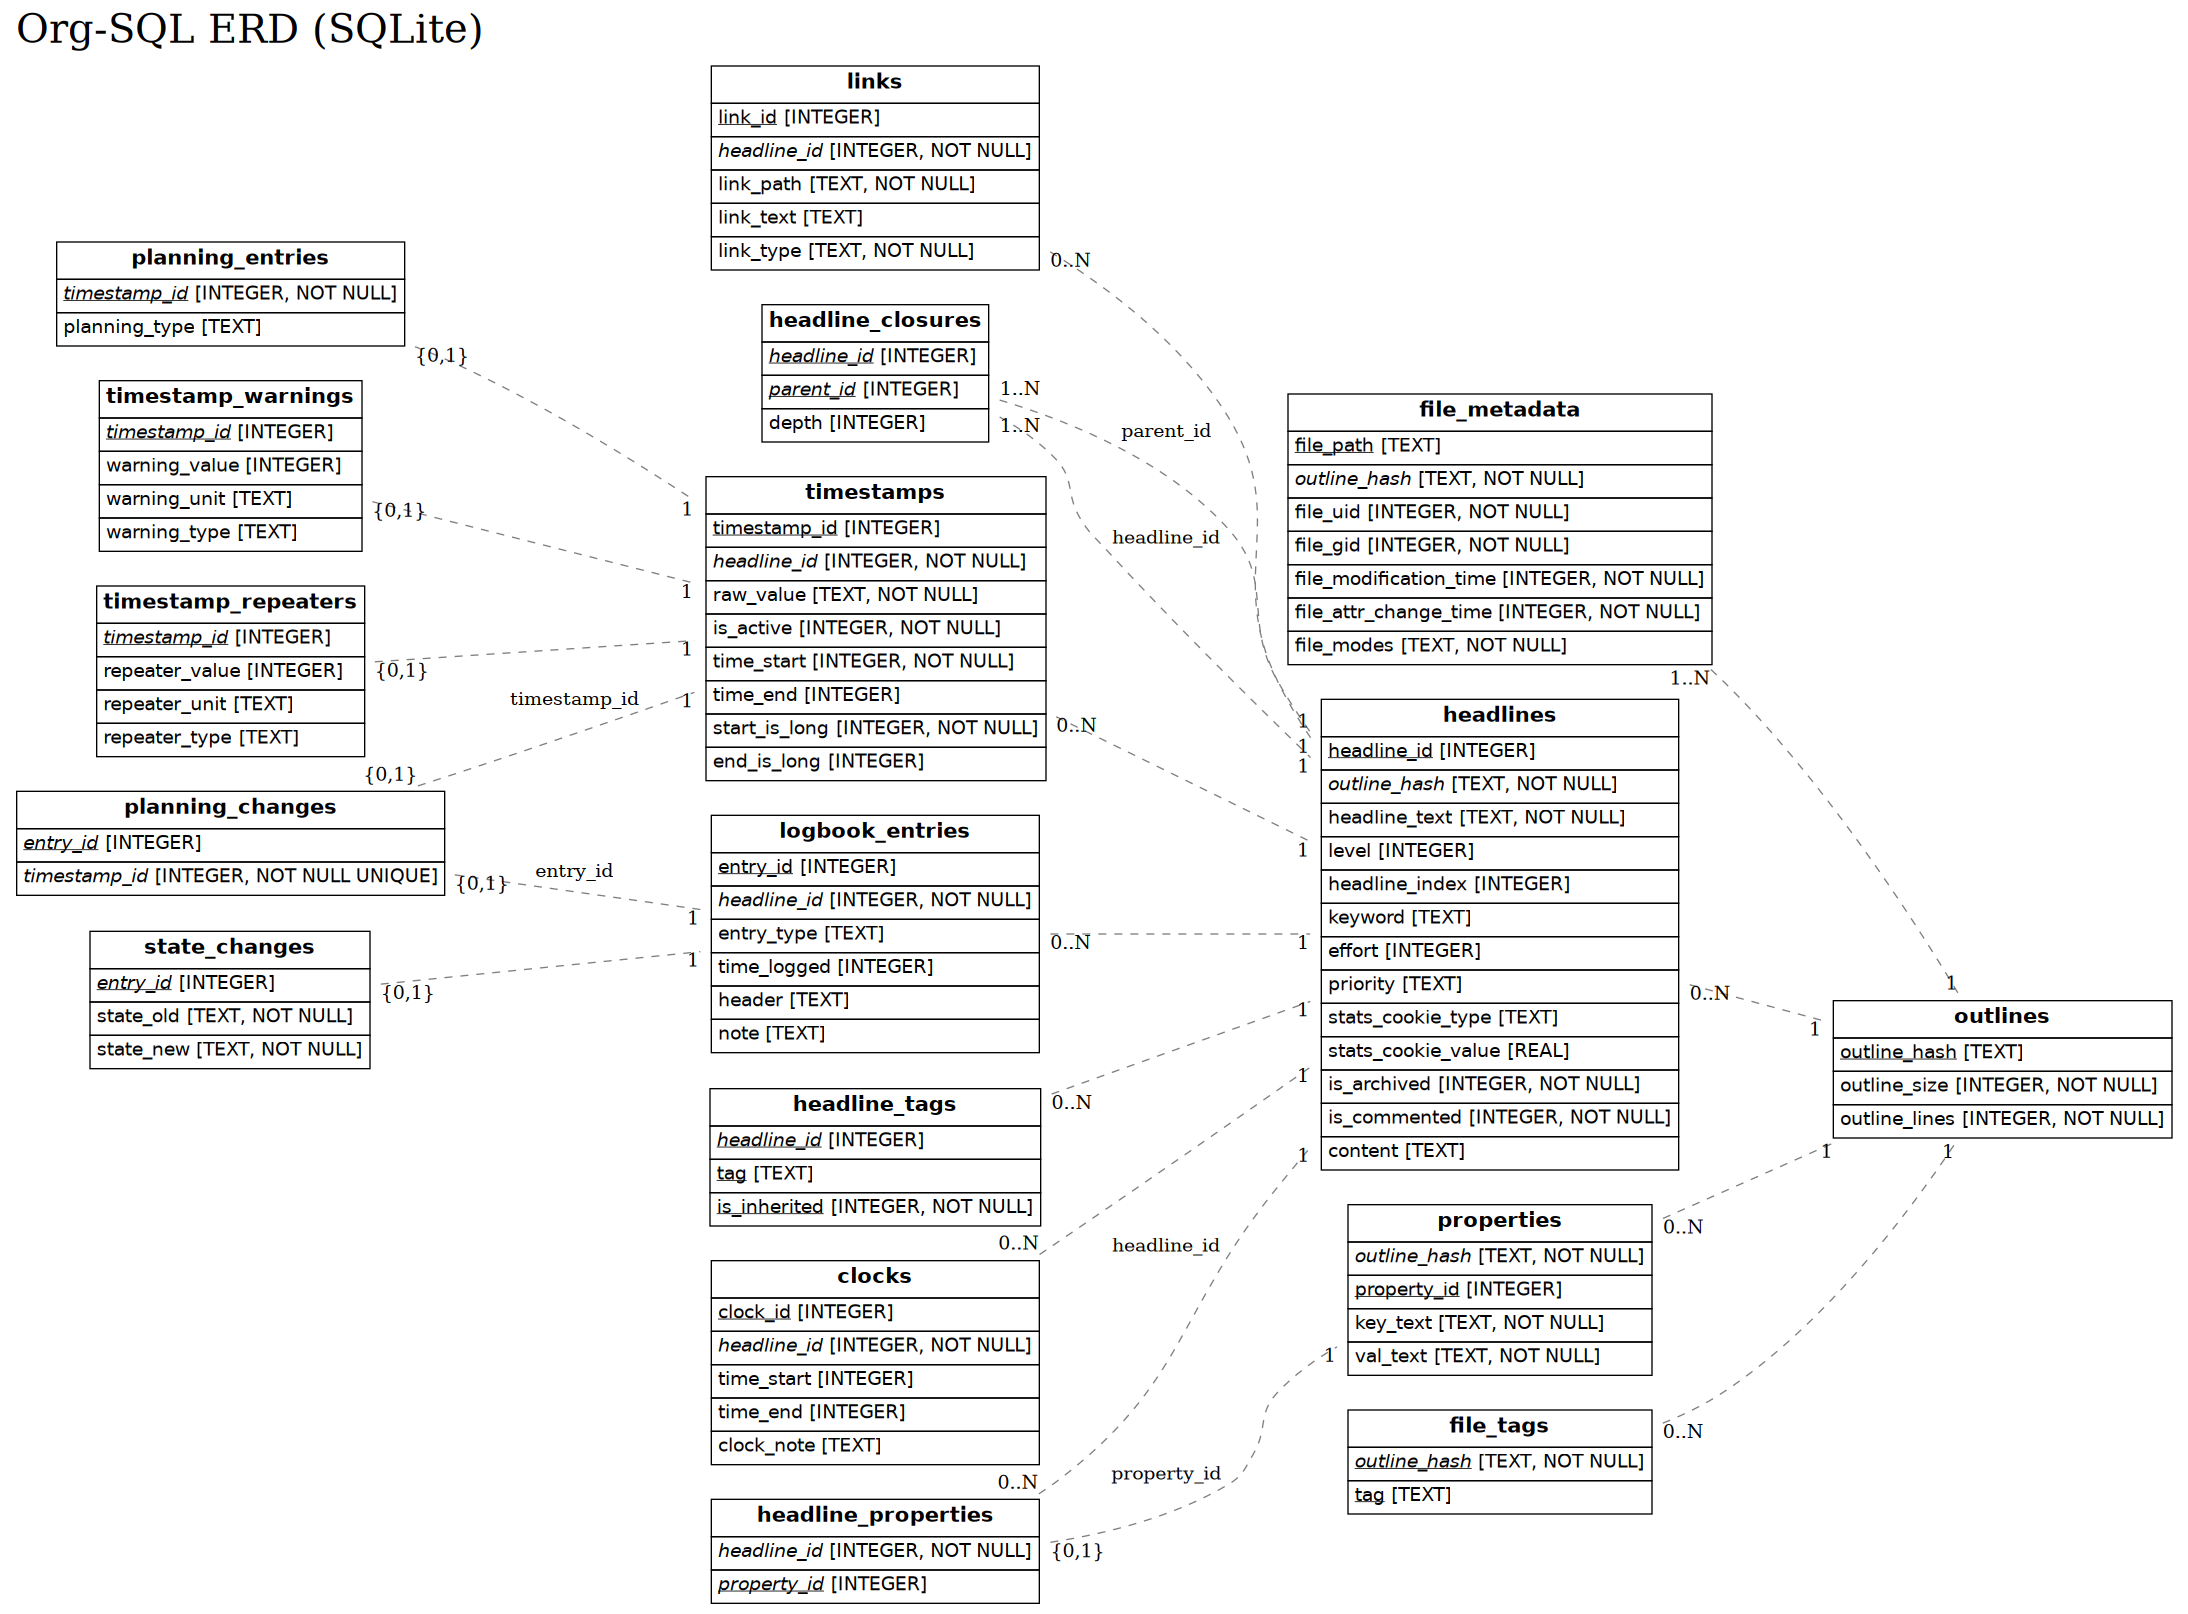 Org-SQL ERD (SQLite)
links
link_id [INTEGER]
headline_id [INTEGER, NOT NULL]
link_path [TEXT, NOT NULL]
link_text [TEXT]
link_type [TEXT, NOT NULL]
0..N
planning_entries
timestamp_id [INTEGER, NOT NULL]
planning_type [TEXT]
{0,1}
headline_closures
headline_id [INTEGER]
parent_id [INTEGER]
depth [INTEGER]
1..N
1..N
parent_id
headline_id
timestamp_warnings
timestamp_id [INTEGER]
warning_value [INTEGER]
warning_unit [TEXT]
warning_type [TEXT]
{0,1}
timestamps
timestamp_id [INTEGER]
headline_id [INTEGER, NOT NULL]
raw_value [TEXT, NOT NULL]
is_active [INTEGER, NOT NULL]
time_start [INTEGER, NOT NULL]
time_end [INTEGER]
start_is_long [INTEGER, NOT NULL]
end_is_long [INTEGER]
1
1
1
1
0..N
timestamp_repeaters
timestamp_id [INTEGER]
repeater_value [INTEGER]
repeater_unit [TEXT]
repeater_type [TEXT]
{0,1}
timestamp_id
{0,1}
planning_changes
entry_id [INTEGER]
timestamp_id [INTEGER, NOT NULL UNIQUE]
{0,1}
entry_id
state_changes
entry_id [INTEGER]
state_old [TEXT, NOT NULL]
state_new [TEXT, NOT NULL]
{0,1}
logbook_entries
entry_id [INTEGER]
headline_id [INTEGER, NOT NULL]
entry_type [TEXT]
time_logged [INTEGER]
header [TEXT]
note [TEXT]
1
1
0..N
headline_tags
headline_id [INTEGER]
tag [TEXT]
is_inherited [INTEGER, NOT NULL]
0..N
clocks
clock_id [INTEGER]
headline_id [INTEGER, NOT NULL]
time_start [INTEGER]
time_end [INTEGER]
clock_note [TEXT]
0..N
headline_properties
headline_id [INTEGER, NOT NULL]
property_id [INTEGER]
0..N
{0,1}
headline_id
property_id
file_metadata
file_path [TEXT]
outline_hash [TEXT, NOT NULL]
file_uid [INTEGER, NOT NULL]
file_gid [INTEGER, NOT NULL]
file_modification_time [INTEGER, NOT NULL]
file_attr_change_time [INTEGER, NOT NULL]
file_modes [TEXT, NOT NULL]
1..N
headlines
headline_id [INTEGER]
outline_hash [TEXT, NOT NULL]
headline_text [TEXT, NOT NULL]
level [INTEGER]
headline_index [INTEGER]
keyword [TEXT]
effort [INTEGER]
priority [TEXT]
stats_cookie_type [TEXT]
stats_cookie_value [REAL]
is_archived [INTEGER, NOT NULL]
is_commented [INTEGER, NOT NULL]
content [TEXT]
1
1
1
1
1
1
1
1
0..N
outlines
outline_hash [TEXT]
outline_size [INTEGER, NOT NULL]
outline_lines [INTEGER, NOT NULL]
1
1
1
1
properties
outline_hash [TEXT, NOT NULL]
property_id [INTEGER]
key_text [TEXT, NOT NULL]
val_text [TEXT, NOT NULL]
0..N
1
file_tags
outline_hash [TEXT, NOT NULL]
tag [TEXT]
0..N